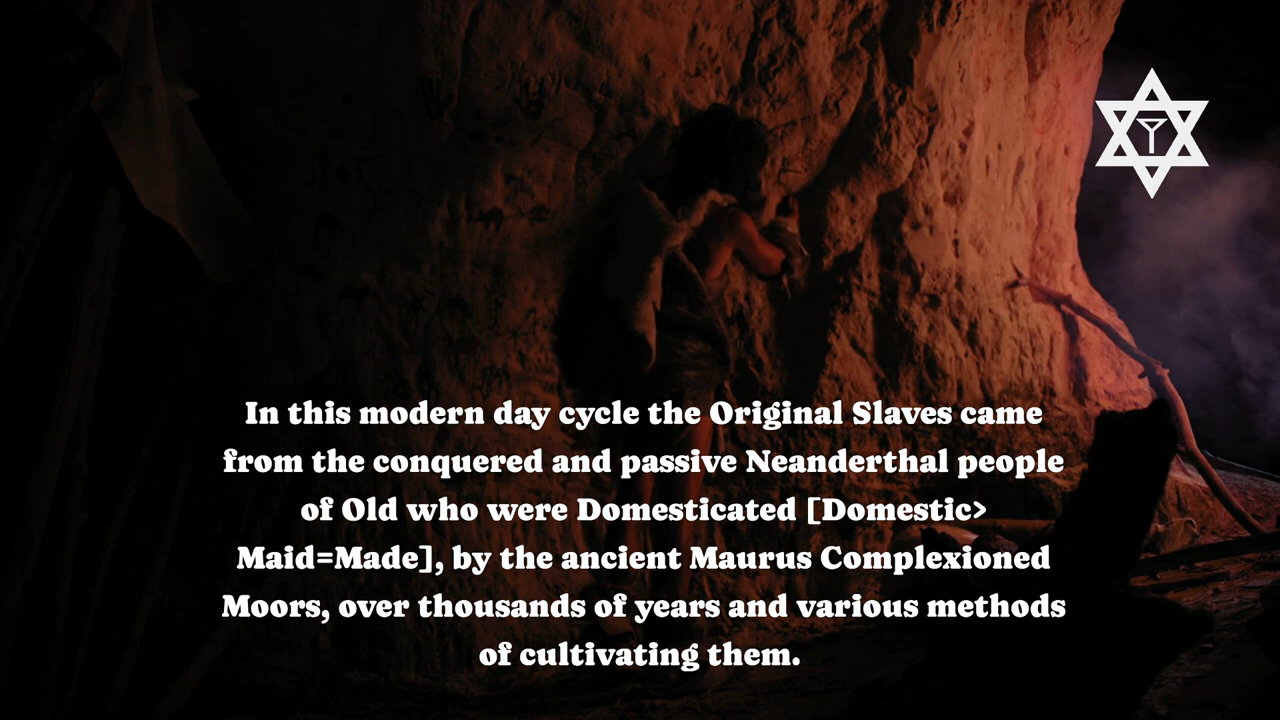 In this modern day cycle the Original Slaves came
from the conquered and passive Neanderthal people
of Old who were Domesticated [Domestic>
Maid=Made], by the ancient Maurus Complexioned
Moors, over thousands of years and various methods
of cultivating them.